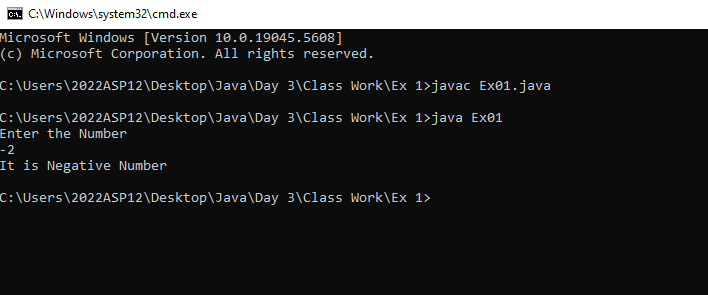 C:\Windows\system32\cmd.exe
Microsoft Windows [Version 10.0.19045.5608]
(c) Microsoft Corporation. All rights reserved.
C:\Users\2022ASP12\Desktop\Java\Day 3\Class Work\Ex 1>javac Ex01.java
C:\Users\2022ASP12\Desktop\Java\Day 3\Class Work\Ex 1>java Ex01
Enter the Number
-2
It is Negative Number
C:\Users\2022ASP12\Desktop\Java\Day 3\Class Work\Ex 1>